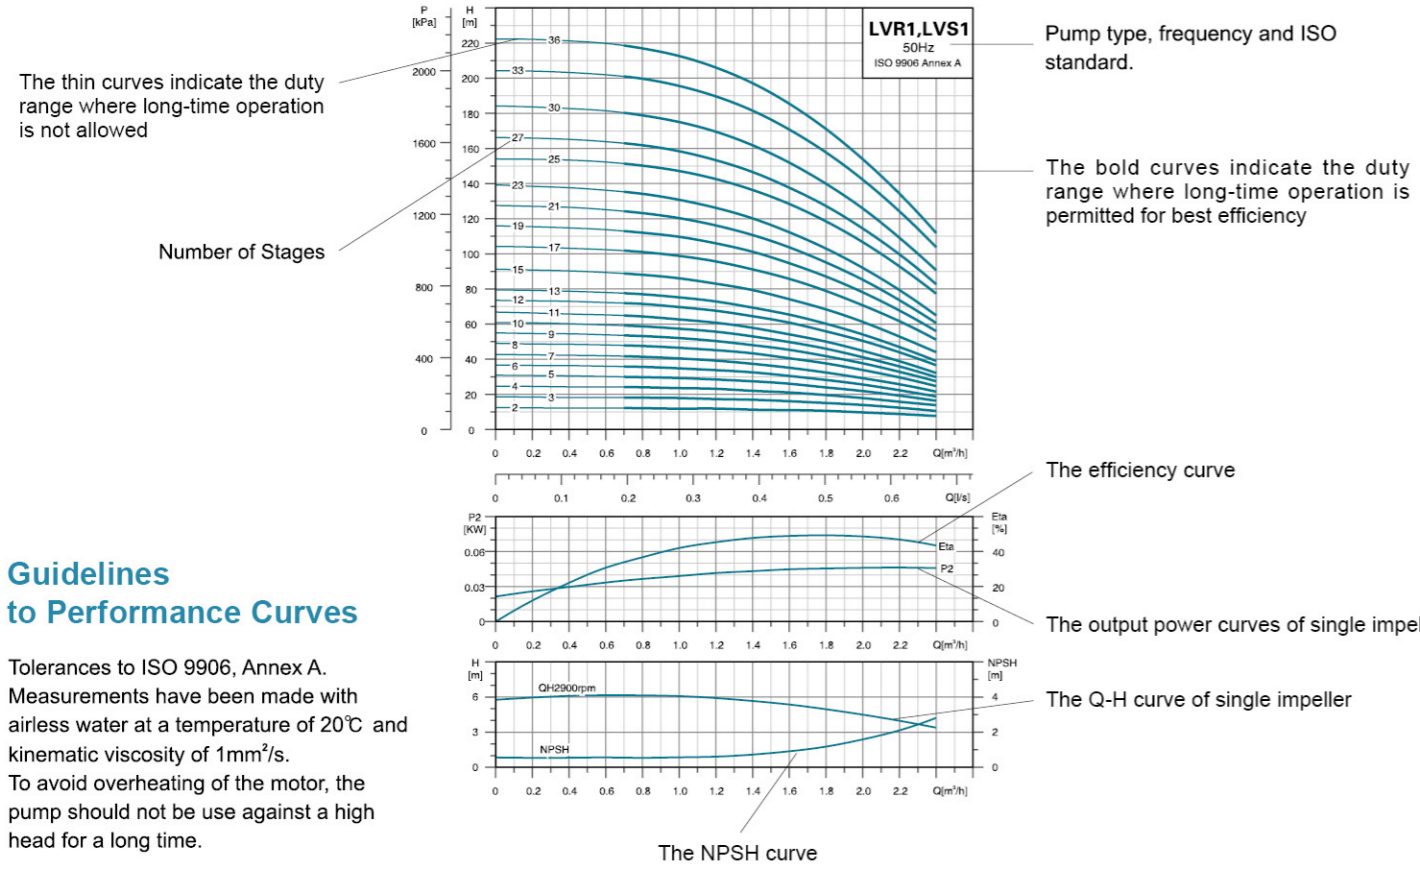 P
[kPa]
H
[m]
LVR1,LVS1
50Hz
ISO 9906 Annex A
Pump type, frequency and ISO
standard.
The thin curves indicate the duty
range where long-time operation
is not allowed
Number of Stages
The bold curves indicate the duty
range where long-time operation is
permitted for best efficiency
2000
1600
1200
800
400
0
220
200
180
160
140
120
100
80
60
40
20
0
36
33
30
27
25
23
21
19
17
15
13
12
11
10
9
8
7
6
5
4
3
2
0 0.2 0.4 0.6 0.8 1.0 1.2 1.4 1.6 1.8 2.0 2.2 Q[m³/h]
0 0.1 0.2 0.3 0.4 0.5 0.6 Q[l/s]
The efficiency curve
P2
[KW]
Eta
[%]
0.06
0.03
0
40
20
0
Eta
P2
0 0.2 0.4 0.6 0.8 1.0 1.2 1.4 1.6 1.8 2.0 2.2 Q[m³/h]
The output power curves of single impel
H
[m]
NPSH
[m]
6
3
0
4
2
0
QH2900rpm
NPSH
0 0.2 0.4 0.6 0.8 1.0 1.2 1.4 1.6 1.8 2.0 2.2 Q[m³/h]
The Q-H curve of single impeller
The NPSH curve
Guidelines
to Performance Curves
Tolerances to ISO 9906, Annex A.
Measurements have been made with
airless water at a temperature of 20℃ and
kinematic viscosity of 1mm²/s.
To avoid overheating of the motor, the
pump should not be use against a high
head for a long time.